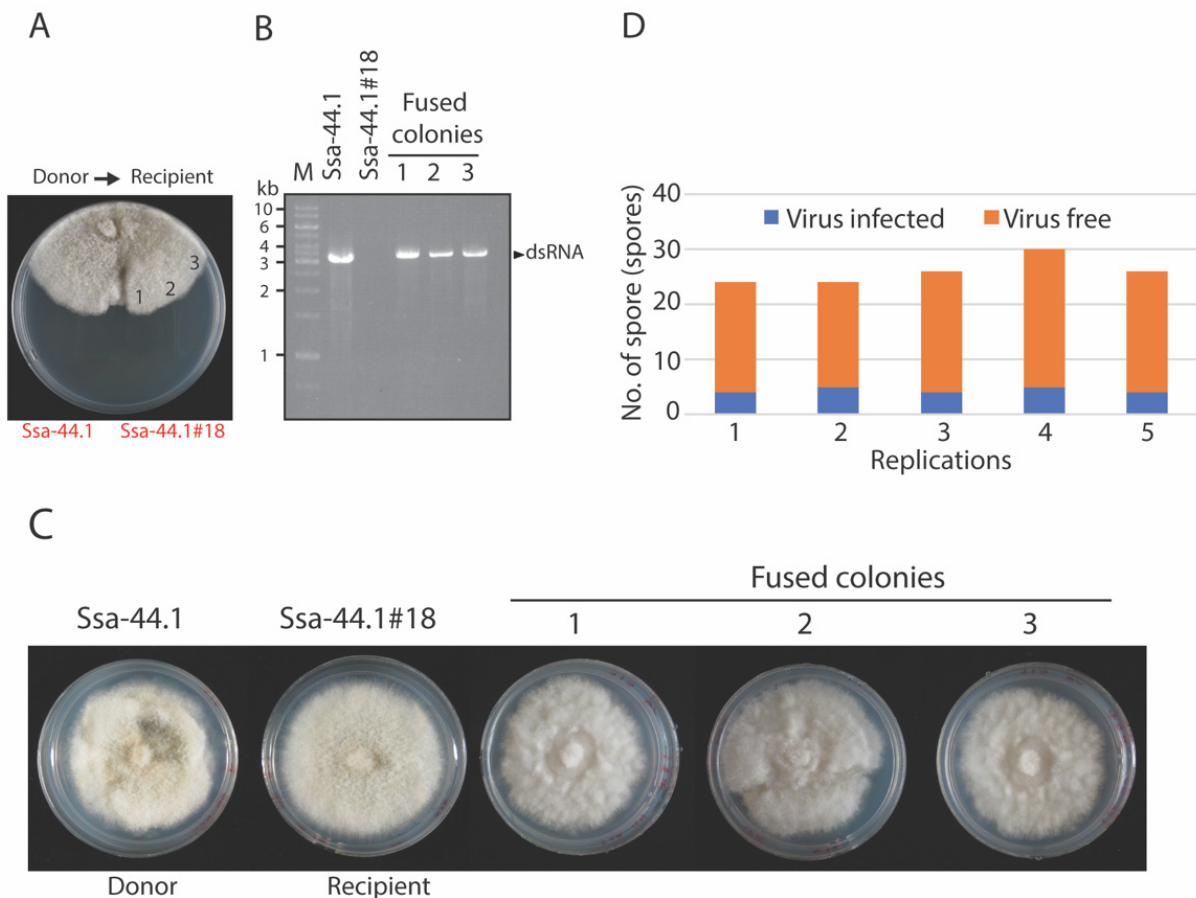 A
Donor → Recipient
1
2
3
Ssa-44.1
Ssa-44.1#18
B
Ssa-44.1
Ssa-44.1#18
Fused
colonies
M
1 2 3
kb
10
6
4
3
2
1
dsRNA
D
No. of spore (spores)
40
30
20
10
0
Virus infected
Virus free
1 2 3 4 5
Replications
C
Fused colonies
Ssa-44.1
Ssa-44.1#18
1
2
3
Donor
Recipient